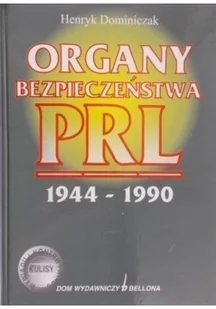 Henryk Dominiczak
ORGANY
BEZPIECZEŃSTWA
PRL
1944 - 1990
KULISY
DOM WYDAWNICZY BELLONA